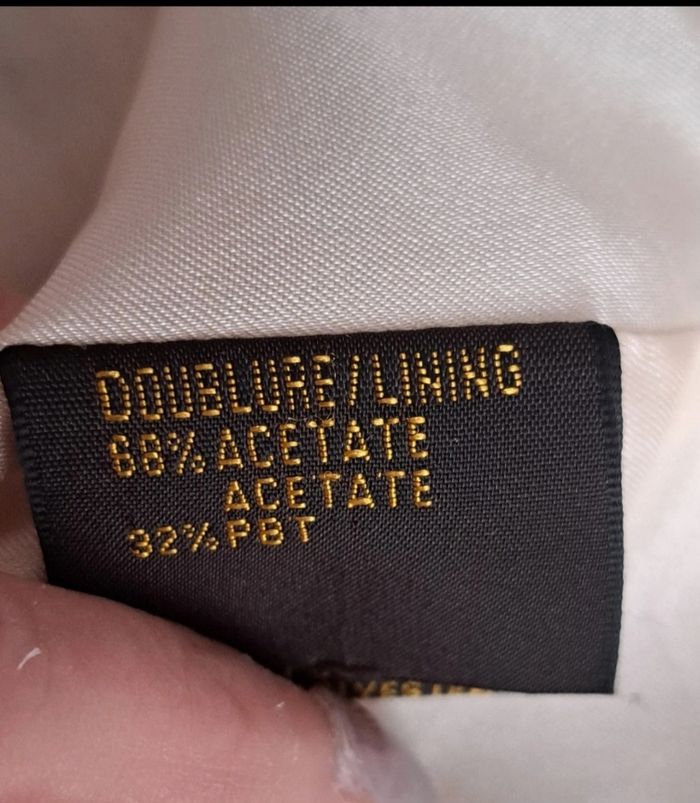 DOUBLURE/LINING
68% ACETATE
ACETATE
32% PBT